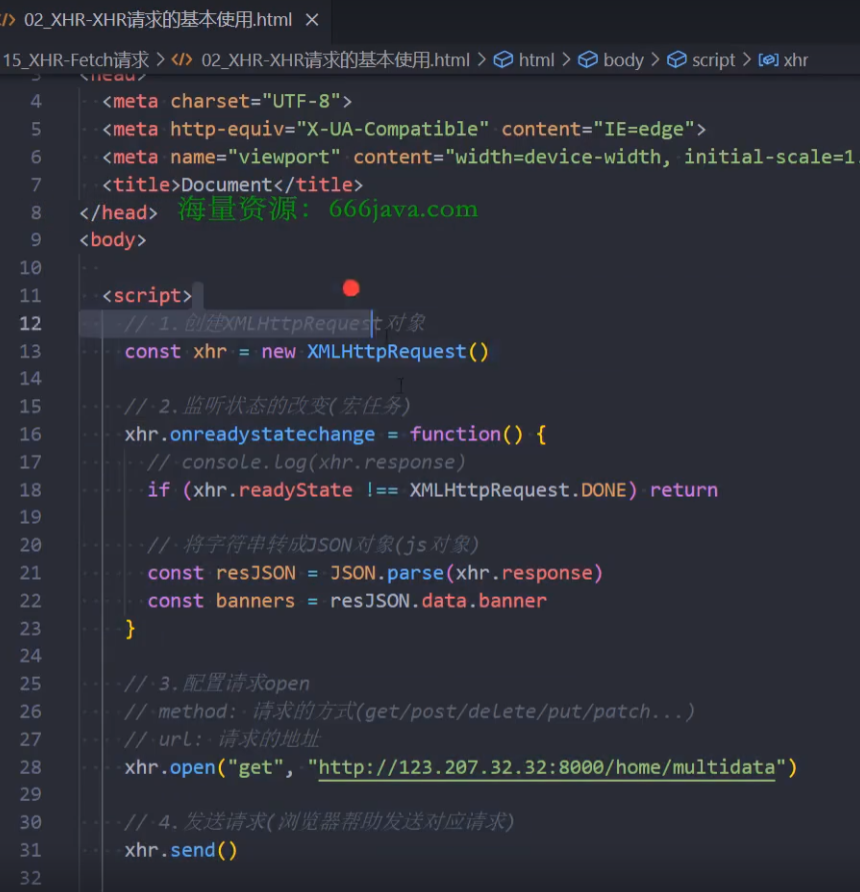 02_XHR-XHR请求的基本使用.html
15_XHR-Fetch请求 > 02_XHR-XHR请求的基本使用.html > html > body > script > xhr
3 <head>
4 <meta charset="UTF-8">
5 <meta http-equiv="X-UA-Compatible" content="IE=edge">
6 <meta name="viewport" content="width=device-width, initial-scale=1
7 <title>Document</title>
8 </head>
海量资源：666java.com
9 <body>
10
11 <script>
12 // 1.创建XMLHttpRequest对象
13 const xhr = new XMLHttpRequest()
14
15 // 2.监听状态的改变(宏任务)
16 xhr.onreadystatechange = function() {
17 // console.log(xhr.response)
18 if (xhr.readyState !== XMLHttpRequest.DONE) return
19
20 // 将字符串转成JSON对象(js对象)
21 const resJSON = JSON.parse(xhr.response)
22 const banners = resJSON.data.banner
23 }
24
25 // 3.配置请求open
26 // method: 请求的方式(get/post/delete/put/patch...)
27 // url: 请求的地址
28 xhr.open("get", "http://123.207.32.32:8000/home/multidata")
29
30 // 4.发送请求(浏览器帮助发送对应请求)
31 xhr.send()
32